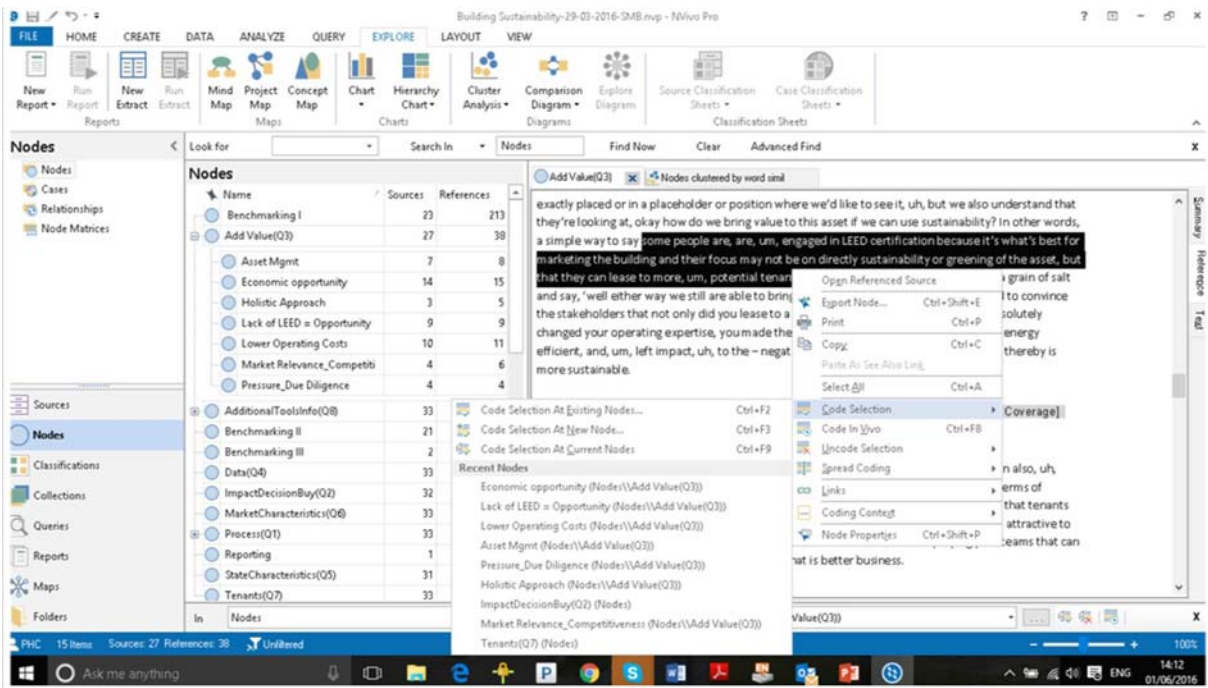 Building Sustainability-29-03-2016-SMB.nvp - NVivo Pro
FILE HOME CREATE DATA ANALYZE QUERY EXPLORE LAYOUT VIEW
New Report Run Report New Extract Run Extract Mind Map Project Map Concept Map Chart Hierarchy Chart Cluster Analysis Comparison Diagram Explore Diagram Source Classification Sheets Case Classification Sheets
Reports Maps Charts Diagrams Classification Sheets
Nodes
Look for Search In Nodes Find Now Clear Advanced Find
Nodes
Cases
Relationships
Node Matrices
Sources
Nodes
Classifications
Collections
Queries
Reports
Maps
Folders
Nodes
Name Sources References
Benchmarking I 23 213
Add Value(Q3) 27 38
Asset Mgmt 7 8
Economic opportunity 14 15
Holistic Approach 3 5
Lack of LEED = Opportunity 9 9
Lower Operating Costs 10 11
Market Relevance_Competiti 4 6
Pressure_Due Diligence 4 4
AdditionalToolsInfo(Q8) 33
Benchmarking II 21
Benchmarking III 2
Data(Q4) 33
ImpactDecisionBuy(Q2) 32
MarketCharacteristics(Q6) 33
Process(Q1) 33
Reporting 1
StateCharacteristics(Q5) 31
Tenants(Q7) 33
Add Value(Q3) Nodes clustered by word simil
exactly placed or in a placeholder or position where we'd like to see it, uh, but we also understand that
they're looking at, okay how do we bring value to this asset if we can use sustainability? In other words,
a simple way to say some people are, are, um, engaged in LEED certification because it's what's best for
marketing the building and their focus may not be on directly sustainability or greening of the asset, but
that they can lease to more, um, potential tenan a grain of salt
and say, 'well either way we still are able to bring to convince
the stakeholders that not only did you lease to a solutely
changed your operating expertise, you made the energy
efficient, and, um, left impact, uh, to the – negat thereby is
more sustainable.
Coverage]
n also, uh,
erms of
that tenants
attractive to
teams that can
hat is better business.
Summary
Reference
Text
Open Referenced Source
Export Node... Ctrl+Shift+E
Print Ctrl+P
Copy Ctrl+C
Paste As See Also Link
Select All Ctrl+A
Code Selection
Code In Vivo Ctrl+F8
Uncode Selection
Spread Coding
Links
Coding Context
Node Properties Ctrl+Shift+P
Code Selection At Existing Nodes... Ctrl+F2
Code Selection At New Node... Ctrl+F3
Code Selection At Current Nodes Ctrl+F9
Recent Nodes
Economic opportunity (Nodes\\Add Value(Q3))
Lack of LEED = Opportunity (Nodes\\Add Value(Q3))
Lower Operating Costs (Nodes\\Add Value(Q3))
Asset Mgmt (Nodes\\Add Value(Q3))
Pressure_Due Diligence (Nodes\\Add Value(Q3))
Holistic Approach (Nodes\\Add Value(Q3))
ImpactDecisionBuy(Q2) (Nodes)
Market Relevance_Competitiveness (Nodes\\Add Value(Q3))
Tenants(Q7) (Nodes)
In Nodes Value(Q3))
PHC 15 Items Sources: 27 References: 38 Unfiltered 100%
Ask me anything ENG 14:12
01/06/2016